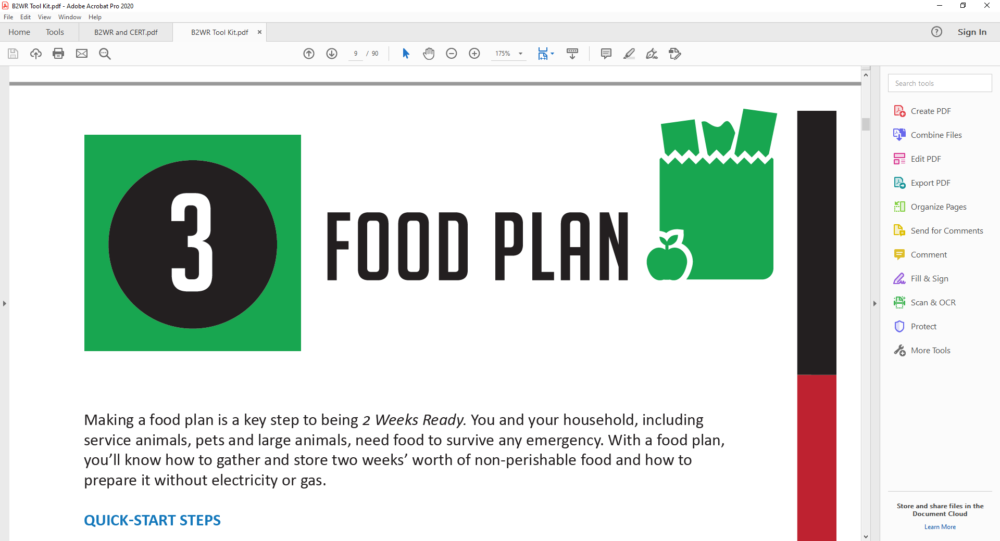 B2WR Tool Kit.pdf - Adobe Acrobat Pro 2020
File Edit View Window Help
Home Tools B2WR and CERT.pdf B2WR Tool Kit.pdf × ? Sign In
9 / 90 175%
Search tools
Create PDF
Combine Files
Edit PDF
Export PDF
Organize Pages
Send for Comments
Comment
Fill & Sign
Scan & OCR
Protect
More Tools
Store and share files in the
Document Cloud
Learn More
3
FOOD PLAN
Making a food plan is a key step to being 2 Weeks Ready. You and your household, including
service animals, pets and large animals, need food to survive any emergency. With a food plan,
you’ll know how to gather and store two weeks’ worth of non-perishable food and how to
prepare it without electricity or gas.
QUICK-START STEPS